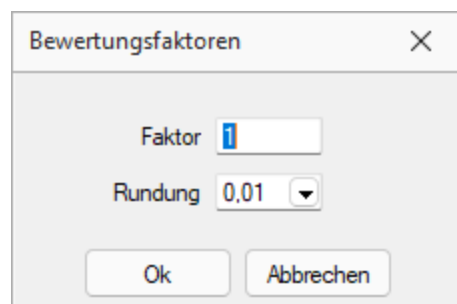 Bewertungsfaktoren
Faktor 1
Rundung 0,01
Ok Abbrechen